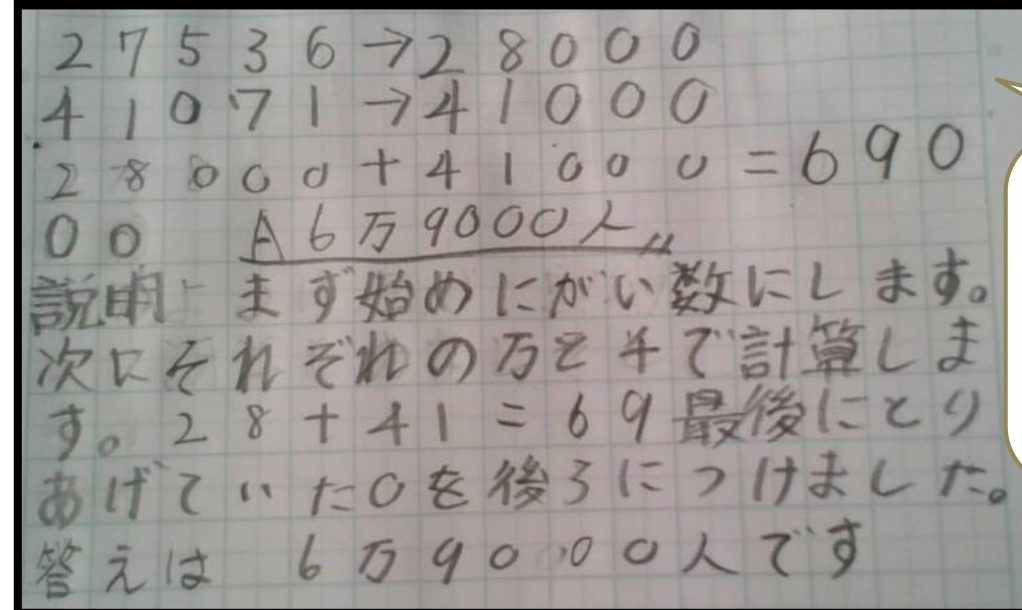 27536→28000
41071→41000
28000+41000=690
00 A 6万9000人
説明 まず始めにがい数にします。
次にそれぞれの万と千で計算しま
す。28+41=69最後にとり
あげていた0を後ろにつけました。
答えは 6万9000人です